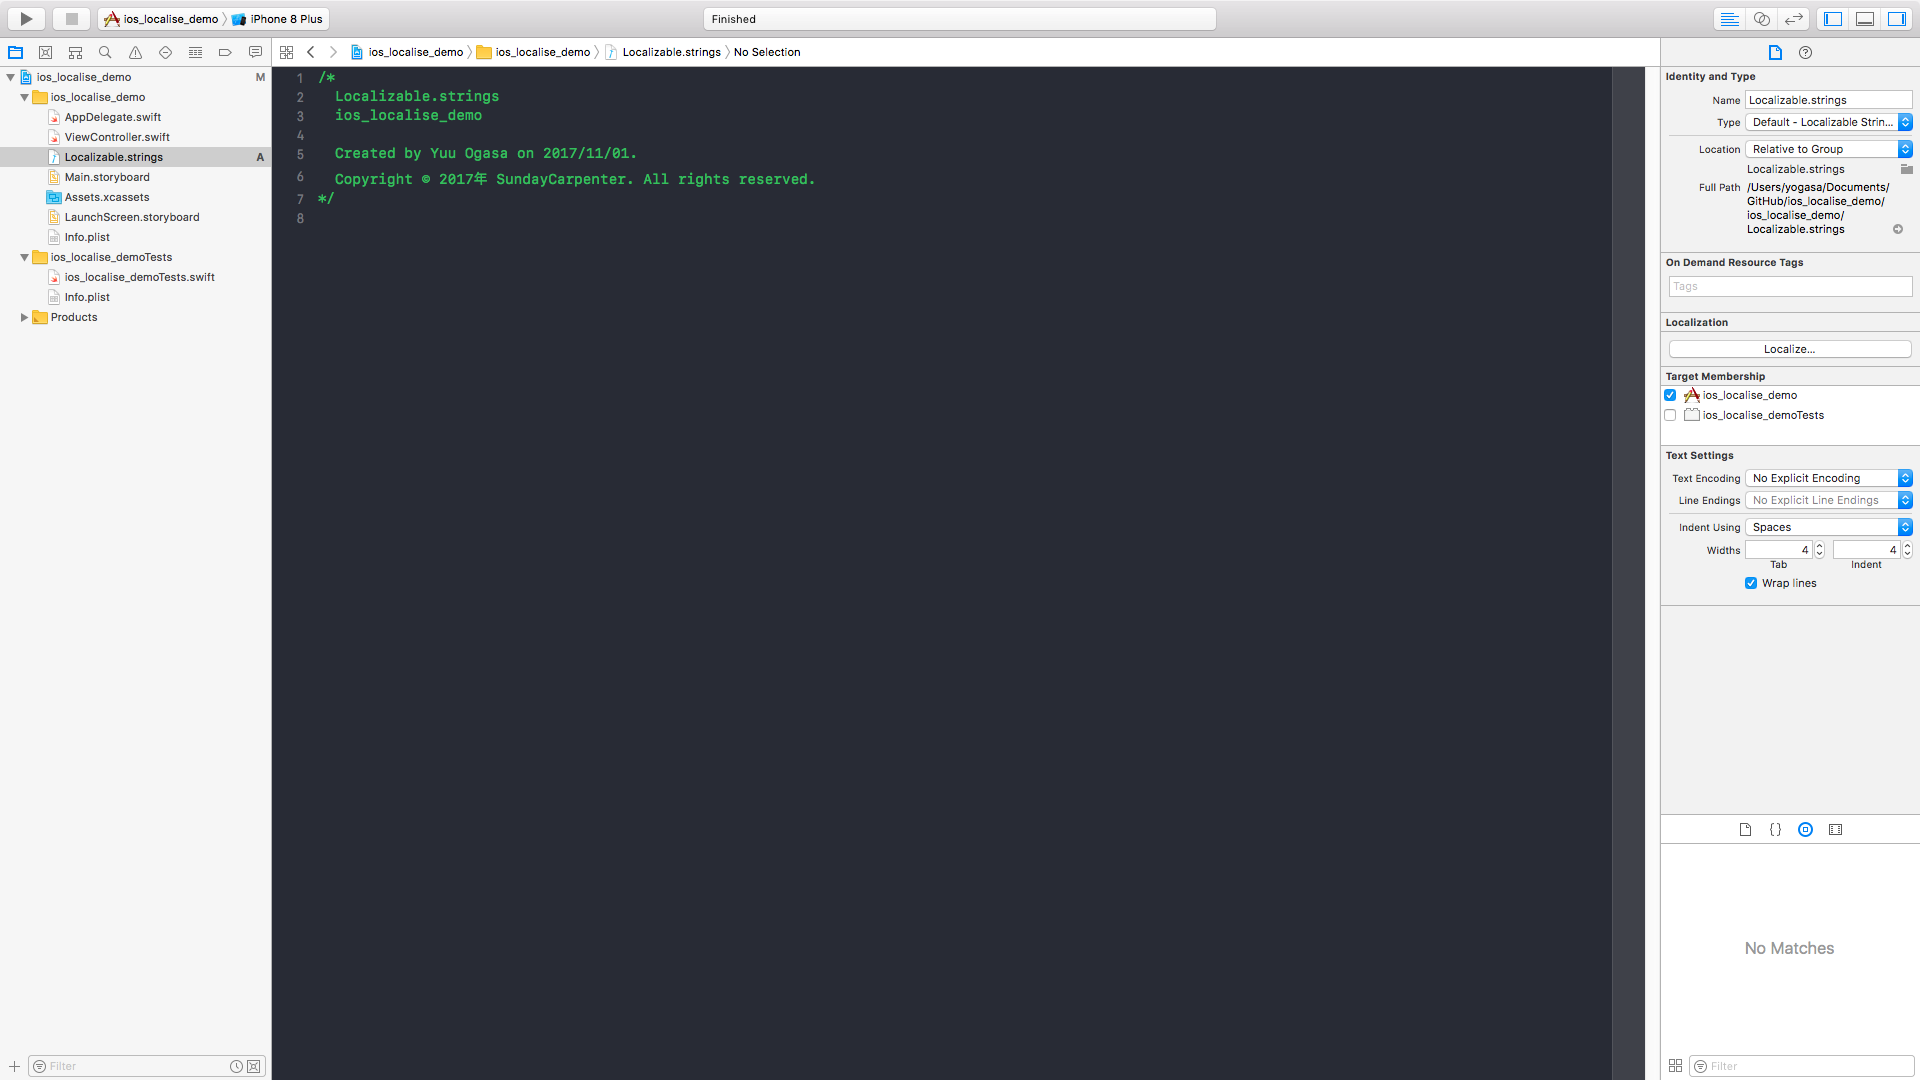 ios_localise_demo
iPhone 8 Plus
Finished
ios_localise_demo
ios_localise_demo
Localizable.strings
No Selection
ios_localise_demo
M
ios_localise_demo
AppDelegate.swift
ViewController.swift
Localizable.strings
A
Main.storyboard
Assets.xcassets
LaunchScreen.storyboard
Info.plist
ios_localise_demoTests
ios_localise_demoTests.swift
Info.plist
Products
Filter
1 /*
2 Localizable.strings
3 ios_localise_demo
4
5 Created by Yuu Ogasa on 2017/11/01.
6 Copyright © 2017年 SundayCarpenter. All rights reserved.
7 */
8
Identity and Type
Name Localizable.strings
Type Default - Localizable Strin...
Location Relative to Group
Localizable.strings
Full Path /Users/yogasa/Documents/
GitHub/ios_localise_demo/
ios_localise_demo/
Localizable.strings
On Demand Resource Tags
Tags
Localization
Localize...
Target Membership
ios_localise_demo
ios_localise_demoTests
Text Settings
Text Encoding No Explicit Encoding
Line Endings No Explicit Line Endings
Indent Using Spaces
Widths 4 4
Tab Indent
Wrap lines
{}
No Matches
Filter